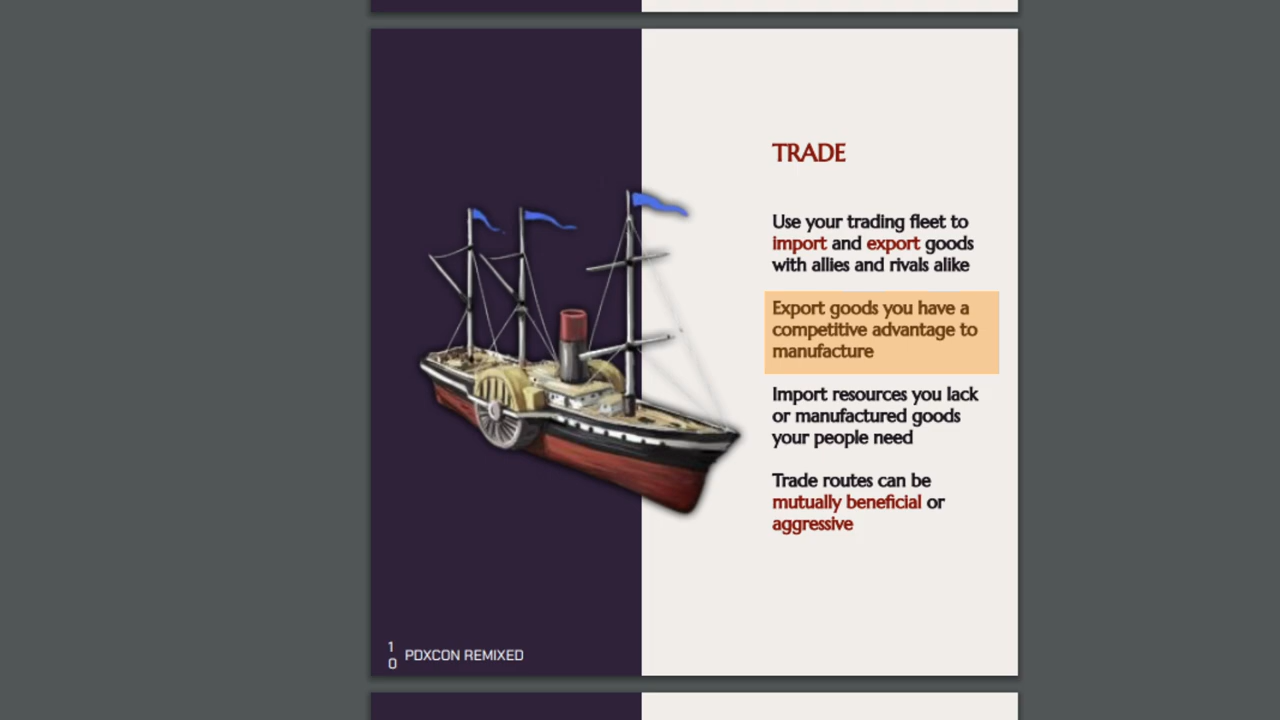 TRADE
Use your trading fleet to
import and export goods
with allies and rivals alike
Export goods you have a
competitive advantage to
manufacture
Import resources you lack
or manufactured goods
your people need
Trade routes can be
mutually beneficial or
aggressive
1
0
PDXCON REMIXED